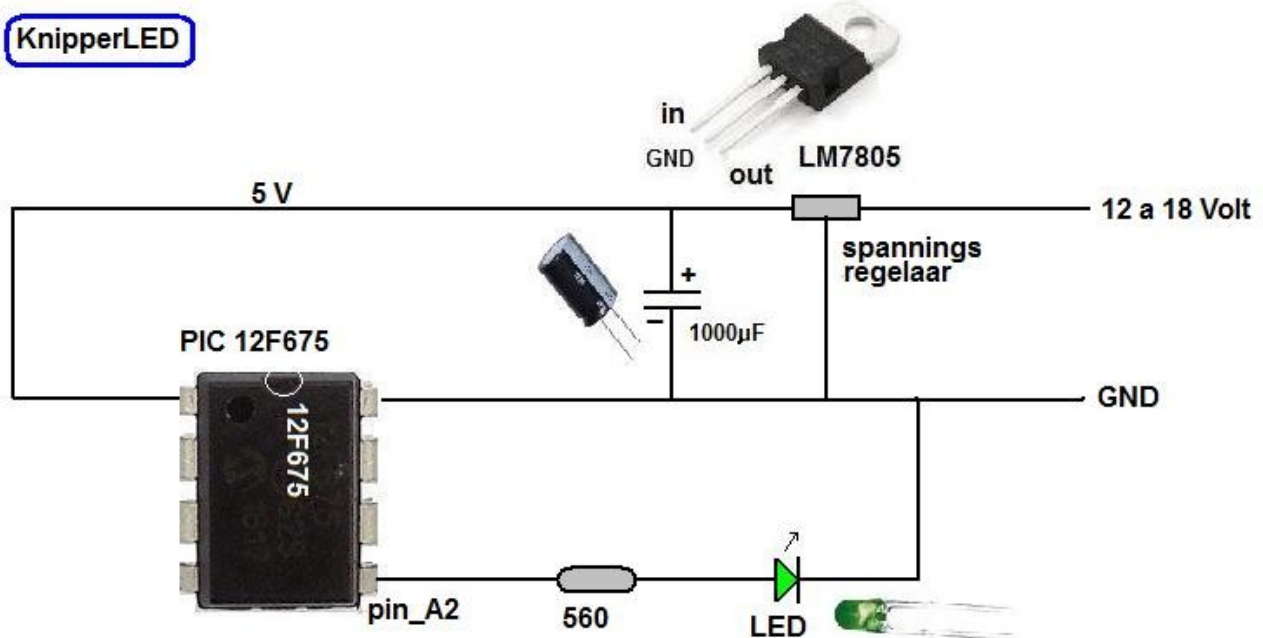 KnipperLED
in
GND
out
LM7805
5 V
12 a 18 Volt
spannings
regelaar
+
−
1000µF
PIC 12F675
12F675
GND
pin_A2
560
LED